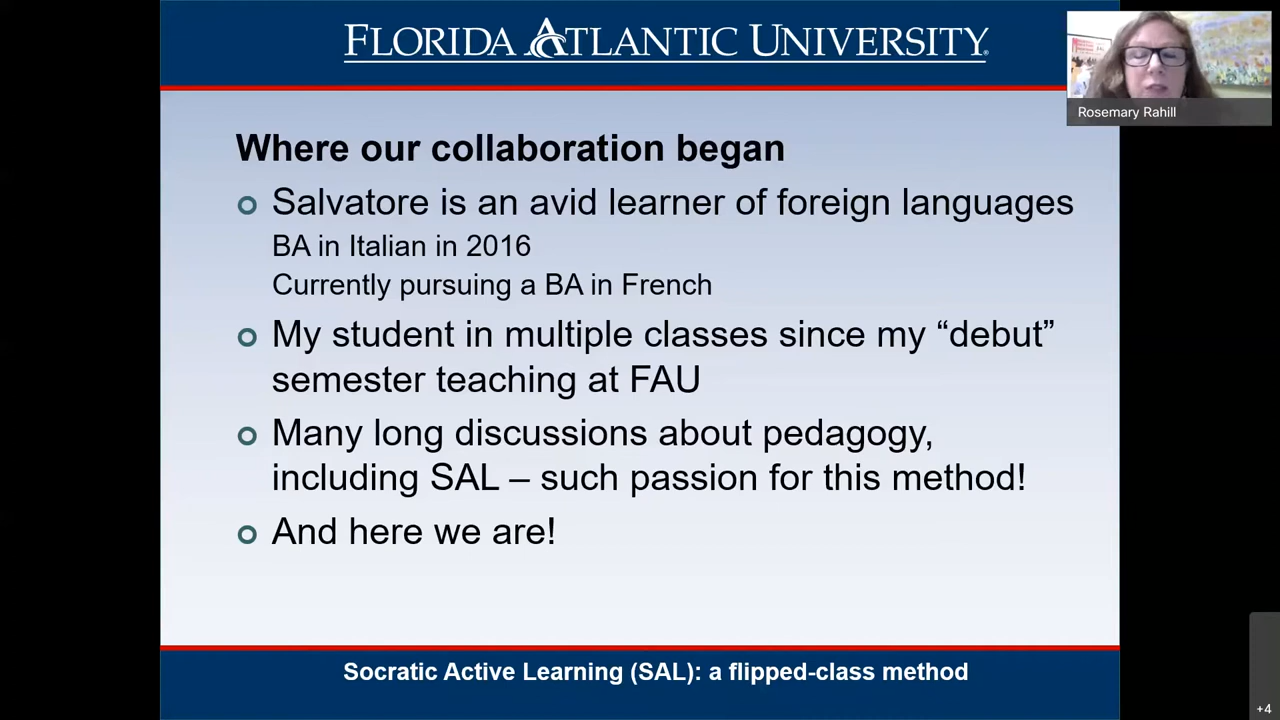 FLORIDA ATLANTIC UNIVERSITY®
Rosemary Rahill
Where our collaboration began
Salvatore is an avid learner of foreign languages
BA in Italian in 2016
Currently pursuing a BA in French
My student in multiple classes since my “debut”
semester teaching at FAU
Many long discussions about pedagogy,
including SAL – such passion for this method!
And here we are!
Socratic Active Learning (SAL): a flipped-class method
+4